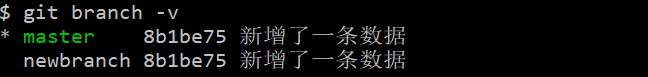 $ git branch -v
* master    8b1be75 新增了一条数据
  newbranch 8b1be75 新增了一条数据